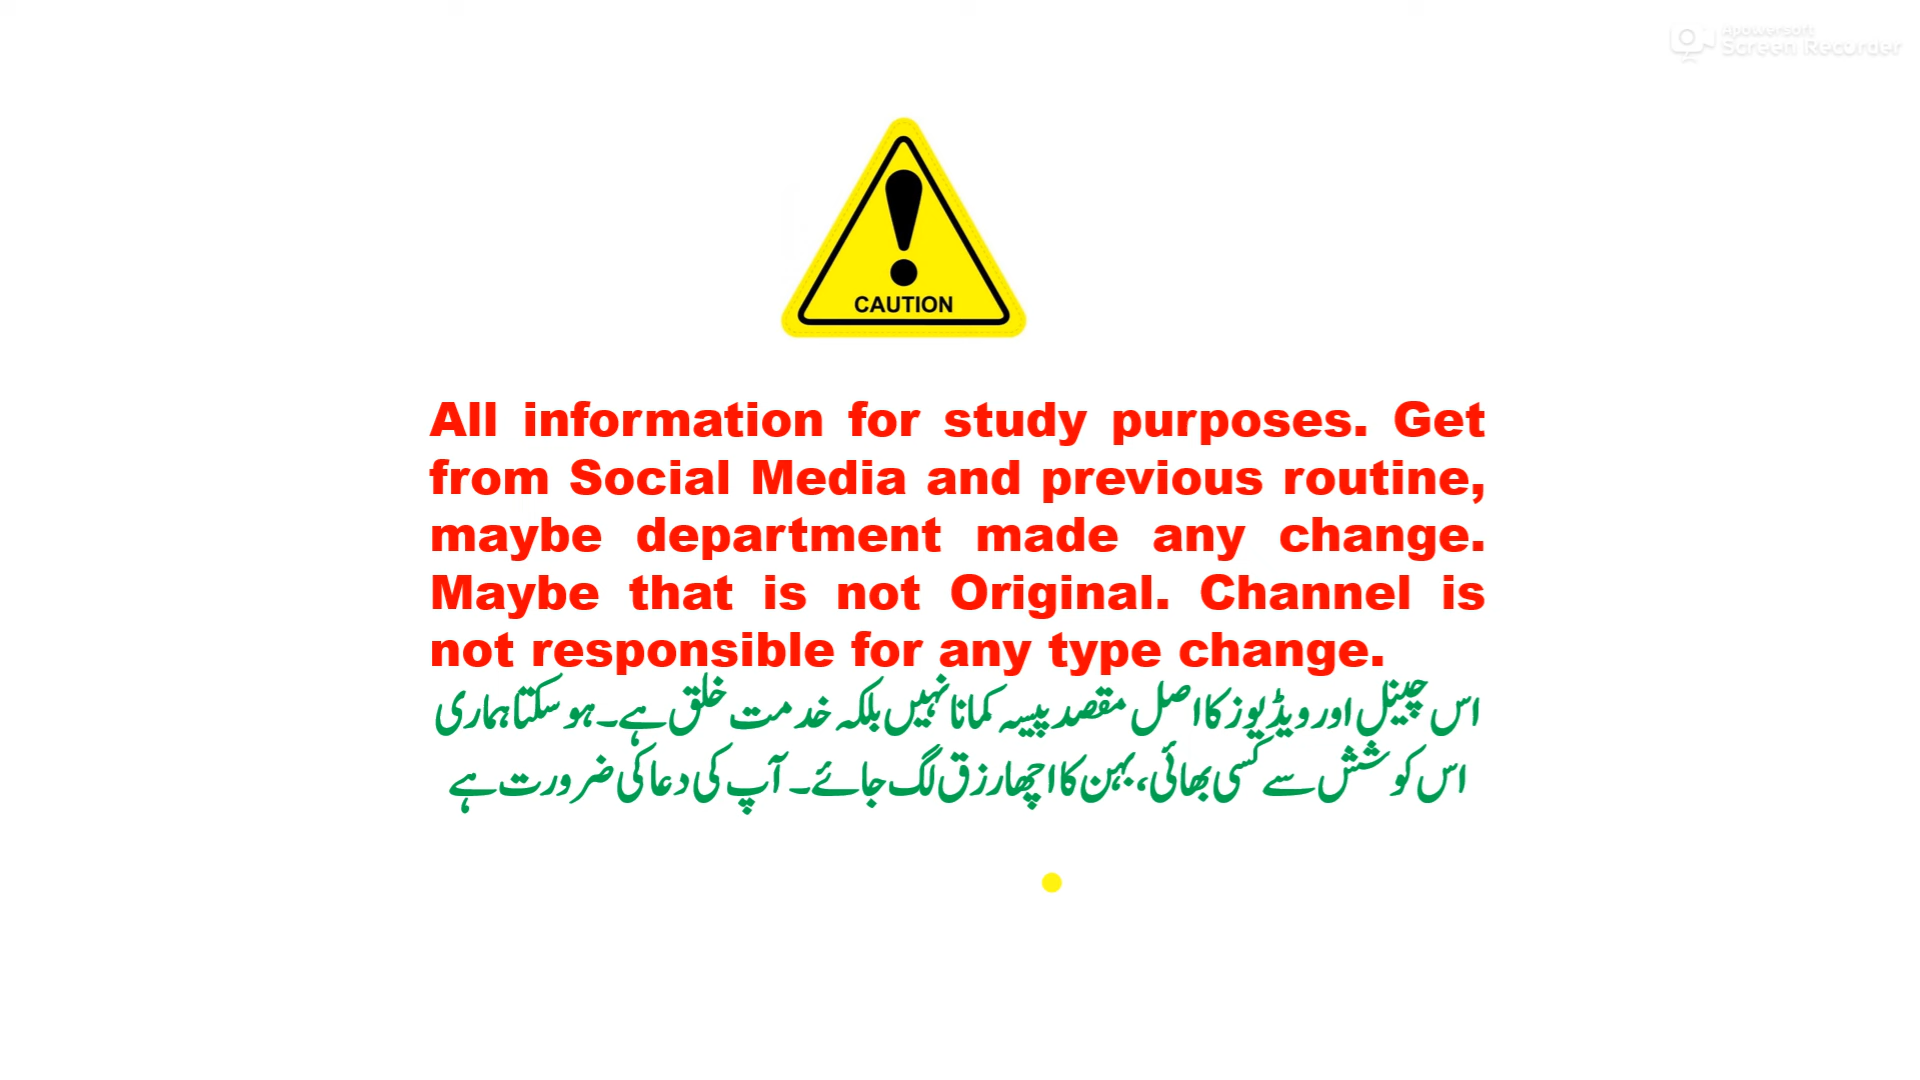 Apowersoft
Screen Recorder
CAUTION
All information for study purposes. Get
from Social Media and previous routine,
maybe department made any change.
Maybe that is not Original. Channel is
not responsible for any type change.
اس چینل اور ویڈیوز کا اصل مقصد پیسہ کمانا نہیں بلکہ خدمت خلق ہے۔ ہو سکتا ہماری
اس کوشش سے کسی بھائی، بہن کا اچھا رزق لگ جائے۔ آپ کی دعا کی ضرورت ہے